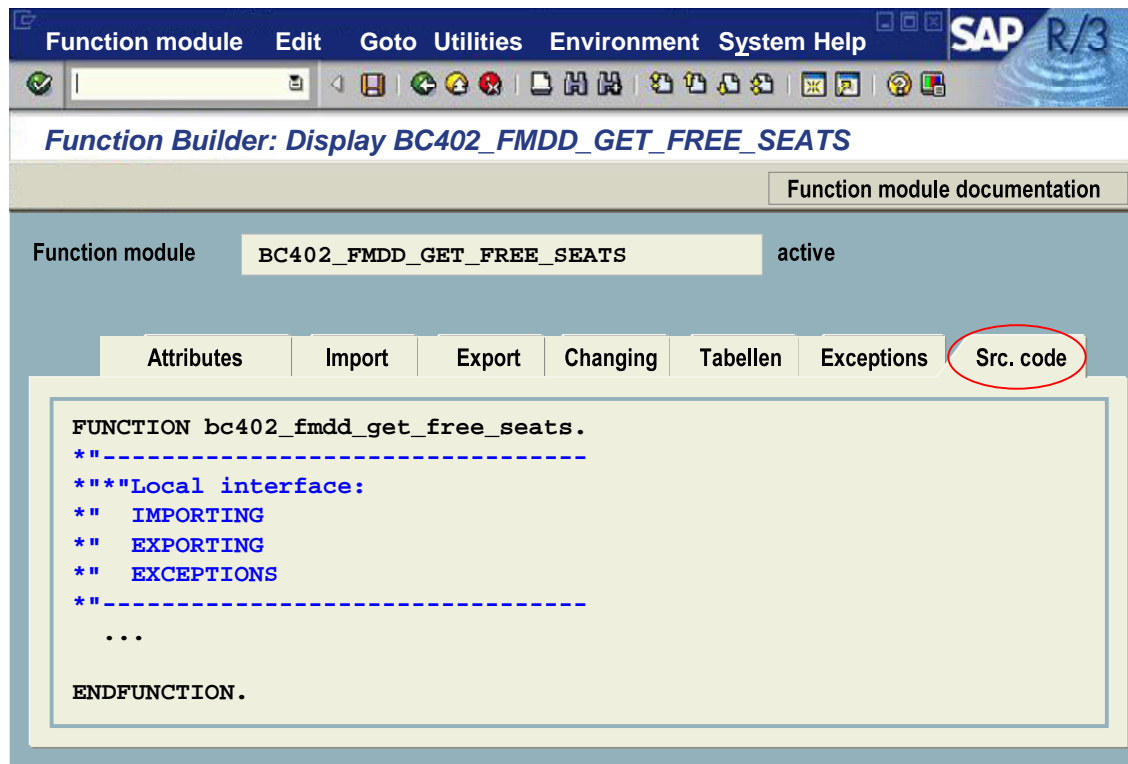 Function module Edit Goto Utilities Environment System Help
SAP R/3
Function Builder: Display BC402_FMDD_GET_FREE_SEATS
Function module documentation
Function module BC402_FMDD_GET_FREE_SEATS active
Attributes Import Export Changing Tabellen Exceptions Src. code
FUNCTION bc402_fmdd_get_free_seats.
*"---------------------------------
*"*"Local interface:
*"  IMPORTING
*"  EXPORTING
*"  EXCEPTIONS
*"---------------------------------
...
ENDFUNCTION.